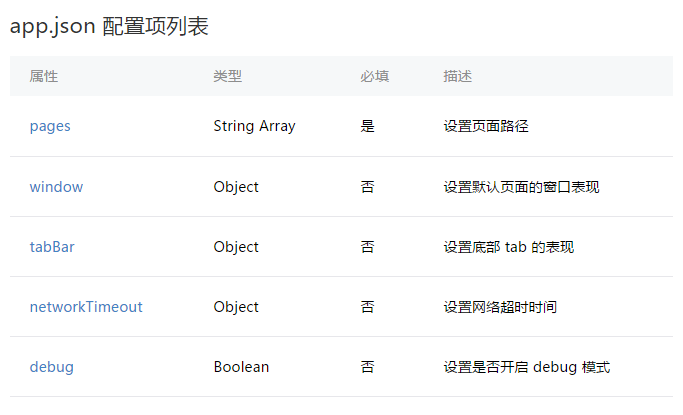 app.json 配置项列表
属性 类型 必填 描述
pages String Array 是 设置页面路径
window Object 否 设置默认页面的窗口表现
tabBar Object 否 设置底部 tab 的表现
networkTimeout Object 否 设置网络超时时间
debug Boolean 否 设置是否开启 debug 模式